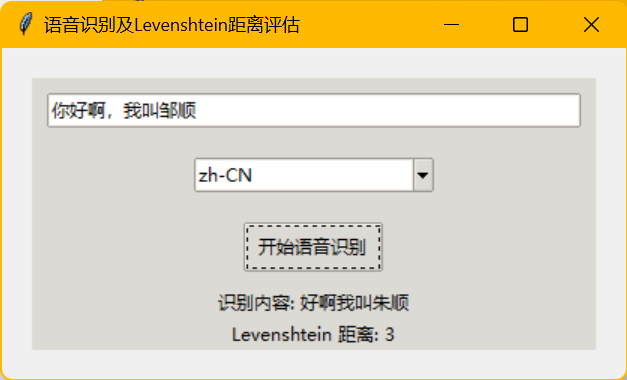 语音识别及Levenshtein距离评估
你好啊，我叫邹顺
zh-CN
开始语音识别
识别内容: 好啊我叫朱顺
Levenshtein 距离: 3